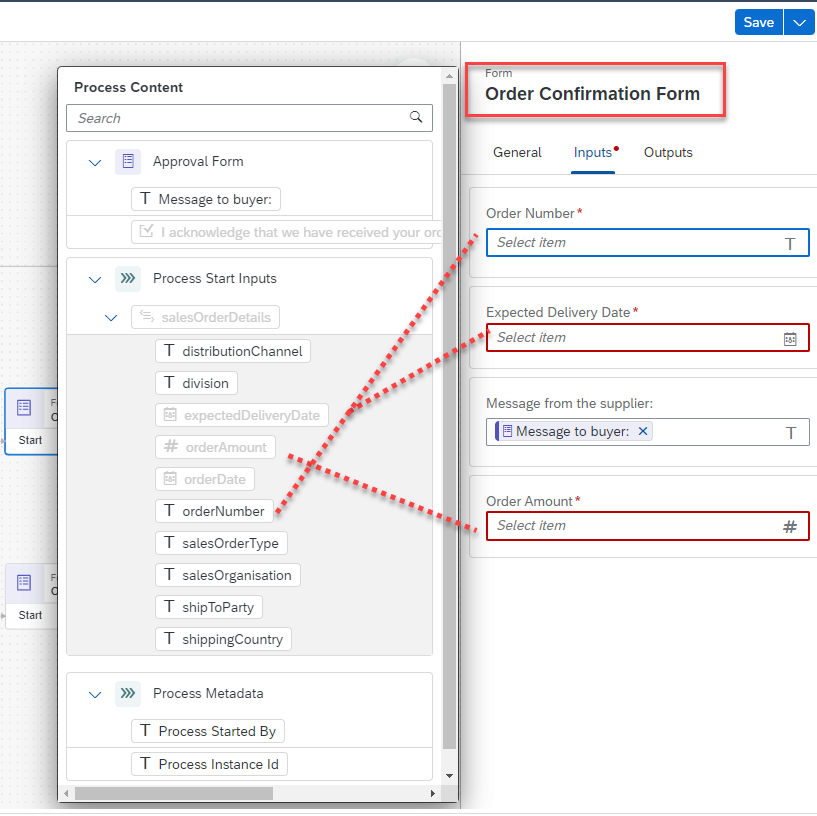 Save
Process Content
Search
Approval Form
Message to buyer:
I acknowledge that we have received your ord
Process Start Inputs
salesOrderDetails
distributionChannel
division
expectedDeliveryDate
orderAmount
orderDate
orderNumber
salesOrderType
salesOrganisation
shipToParty
shippingCountry
Process Metadata
Process Started By
Process Instance Id
Start
Start
Form
Order Confirmation Form
General
Inputs
Outputs
Order Number*
Select item
Expected Delivery Date*
Select item
Message from the supplier:
Message to buyer:
Order Amount*
Select item